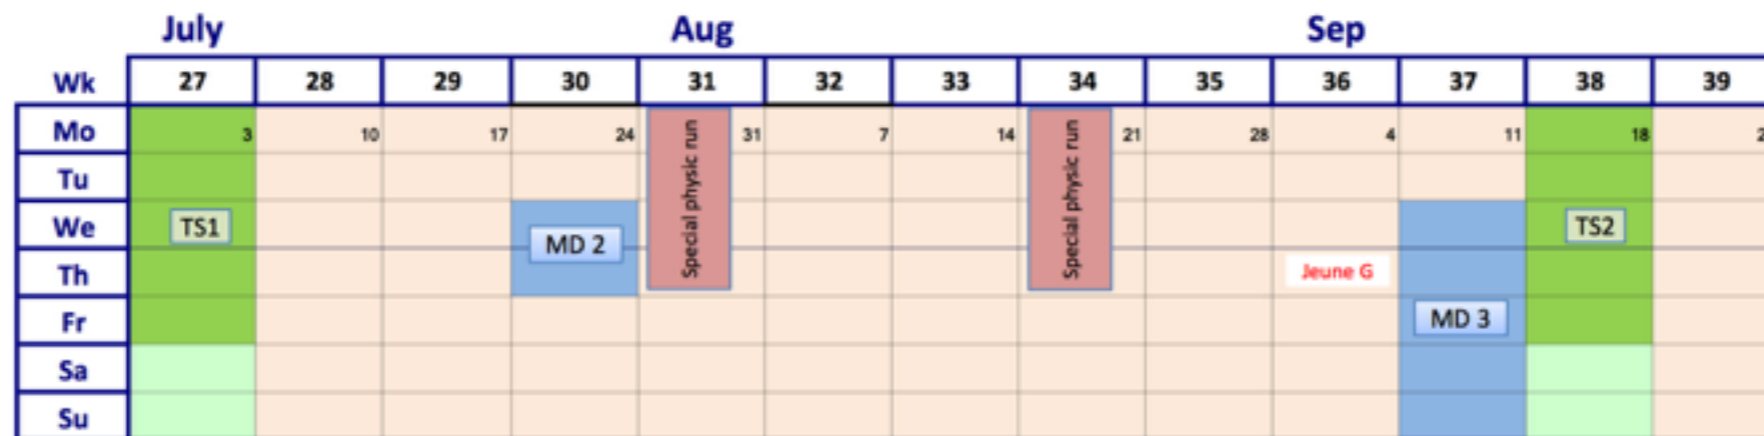 July Aug Sep
Wk 27 28 29 30 31 32 33 34 35 36 37 38 39
Mo 3 10 17 24 31 7 14 21 28 4 11 18
Special physic run
Special physic run
Tu
We TS1 TS2
MD 2
Th Jeune G
Fr MD 3
Sa
Su